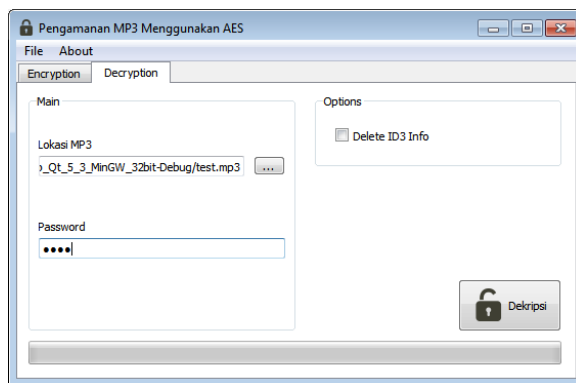 Pengamanan MP3 Menggunakan AES
File About
Encryption Decryption
Main
Lokasi MP3
o_Qt_5_3_MinGW_32bit-Debug/test.mp3 ...
Password
••••
Options
Delete ID3 Info
Dekripsi